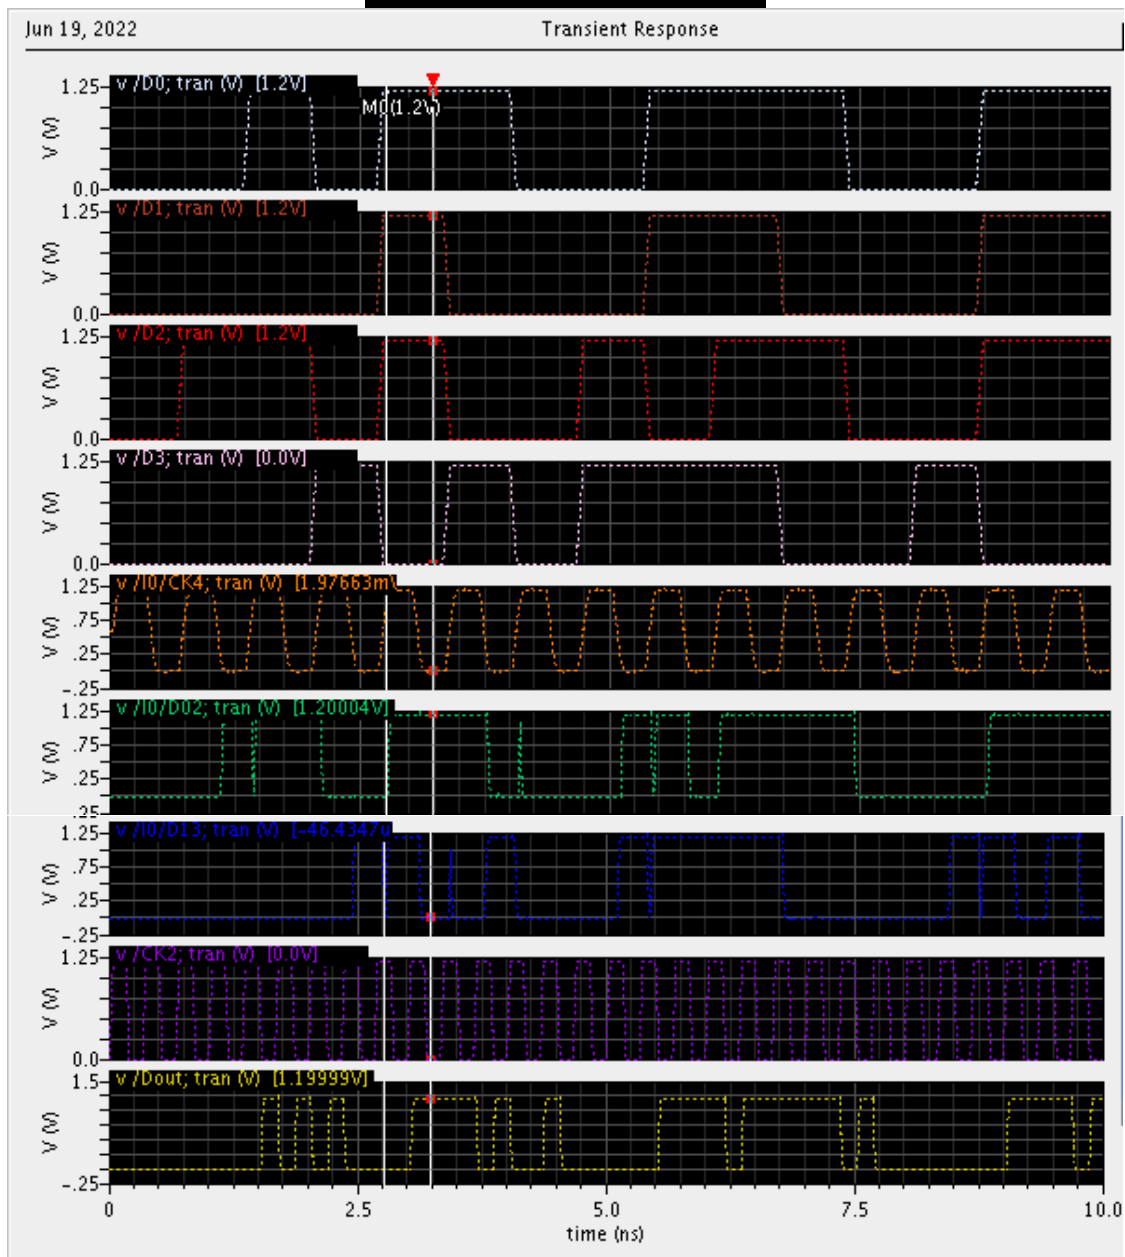 Jun 19, 2022 Transient Response
v /D0; tran (V) [1.2V]
1.25
M0(1.2V)
V (V)
0.0
v /D1; tran (V) [1.2V]
1.25
V (V)
0.0
v /D2; tran (V) [1.2V]
1.25
V (V)
0.0
v /D3; tran (V) [0.0V]
1.25
V (V)
0.0
v /I0/CK4; tran (V) [1.97663m
1.25
.75
V (V)
.25
-.25
v /I0/D02; tran (V) [1.20004V]
1.25
.75
V (V)
.25
.25
v /I0/D13; tran (V) [-46.4347u
1.25
.75
V (V)
.25
-.25
v /CK2; tran (V) [0.0V]
1.25
V (V)
0.0
v /Dout; tran (V) [1.19999V]
1.5
V (V)
-.25
0 2.5 5.0 7.5 10.0
time (ns)